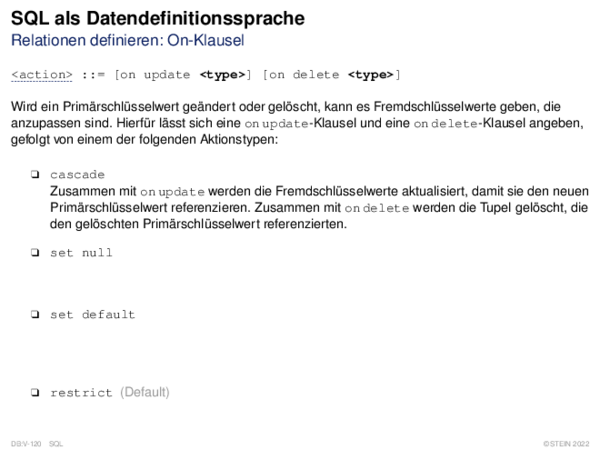 SQL als Datendefinitionssprache
Relationen definieren: On-Klausel
<action> ::= [on update <type>] [on delete <type>]
Wird ein Primärschlüsselwert geändert oder gelöscht, kann es Fremdschlüsselwerte geben, die
anzupassen sind. Hierfür lässt sich eine on update-Klausel und eine on delete-Klausel angeben,
gefolgt von einem der folgenden Aktionstypen:
❑ cascade
Zusammen mit on update werden die Fremdschlüsselwerte aktualisiert, damit sie den neuen
Primärschlüsselwert referenzieren. Zusammen mit on delete werden die Tupel gelöscht, die
den gelöschten Primärschlüsselwert referenzierten.
❑ set null
❑ set default
❑ restrict (Default)
DB:V-120 SQL ©STEIN 2022